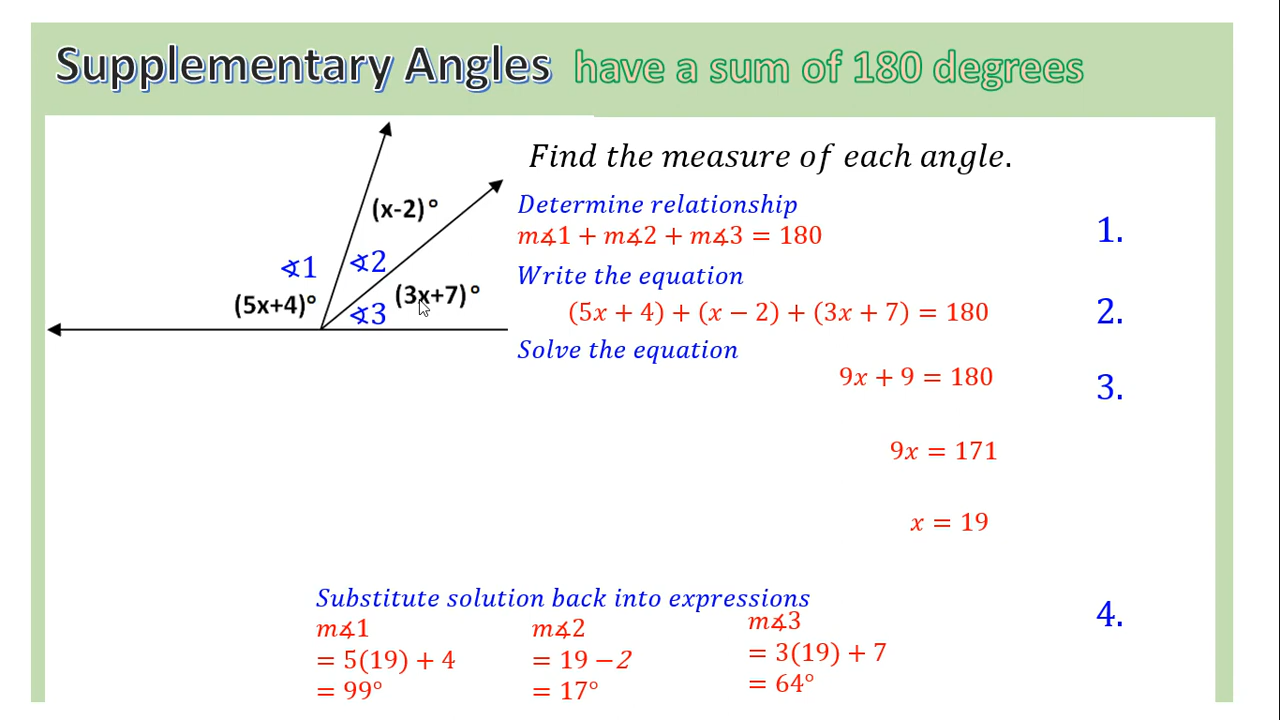 Supplementary Angles have a sum of 180 degrees
Find the measure of each angle.
(x-2)°
∡1
∡2
(5x+4)°
∡3
(3x+7)°
Determine relationship
m∡1 + m∡2 + m∡3 = 180
1.
Write the equation
(5x + 4) + (x − 2) + (3x + 7) = 180
2.
Solve the equation
9x + 9 = 180
3.
9x = 171
x = 19
Substitute solution back into expressions
4.
m∡1
= 5(19) + 4
= 99°
m∡2
= 19 −2
= 17°
m∡3
= 3(19) + 7
= 64°